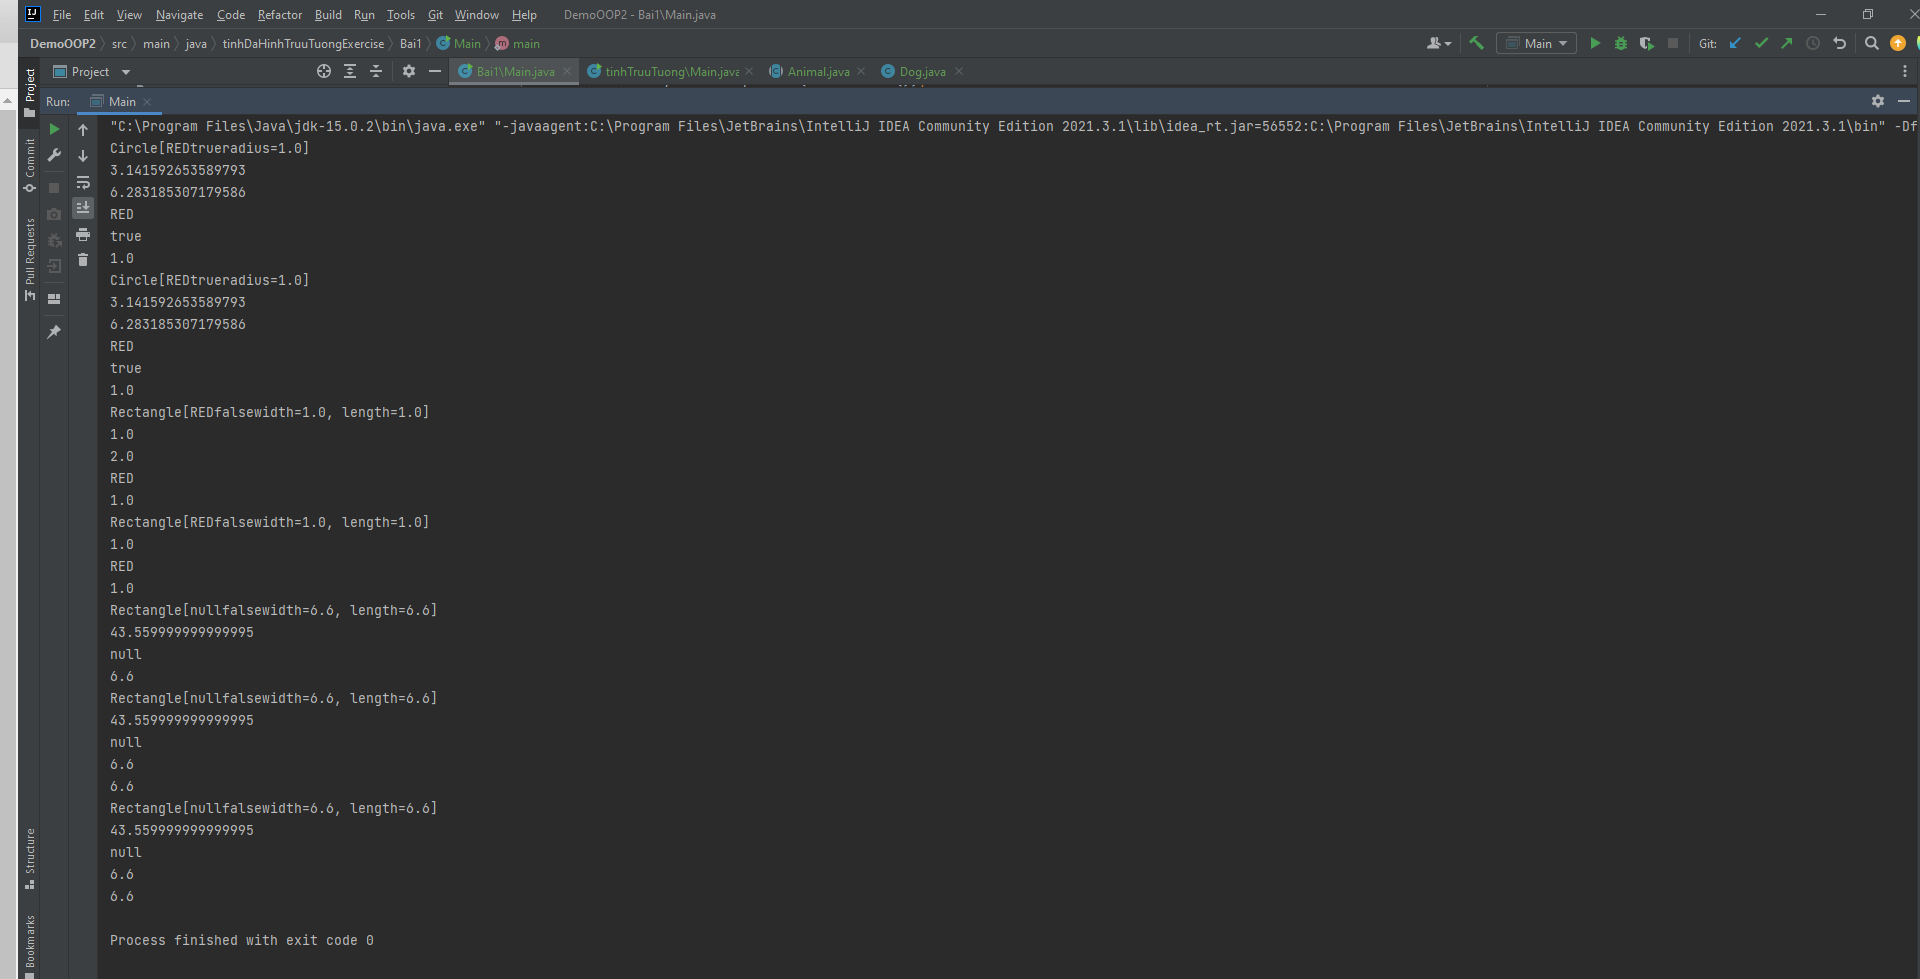 File Edit View Navigate Code Refactor Build Run Tools Git Window Help DemoOOP2 - Bai1\Main.java
DemoOOP2 src main java tinhDaHinhTruuTuongExercise Bai1 Main main Main Git:
Project Bai1\Main.java tinhTruuTuong\Main.java Animal.java Dog.java
Run: Main
"C:\Program Files\Java\jdk-15.0.2\bin\java.exe" "-javaagent:C:\Program Files\JetBrains\IntelliJ IDEA Community Edition 2021.3.1\lib\idea_rt.jar=56552:C:\Program Files\JetBrains\IntelliJ IDEA Community Edition 2021.3.1\bin" -Df
Circle[REDtrueradius=1.0]
3.141592653589793
6.283185307179586
RED
true
1.0
Circle[REDtrueradius=1.0]
3.141592653589793
6.283185307179586
RED
true
1.0
Rectangle[REDfalsewidth=1.0, length=1.0]
1.0
2.0
RED
1.0
Rectangle[REDfalsewidth=1.0, length=1.0]
1.0
RED
1.0
Rectangle[nullfalsewidth=6.6, length=6.6]
43.559999999999995
null
6.6
Rectangle[nullfalsewidth=6.6, length=6.6]
43.559999999999995
null
6.6
6.6
Rectangle[nullfalsewidth=6.6, length=6.6]
43.559999999999995
null
6.6
6.6
Process finished with exit code 0
Project
Commit
Pull Requests
Structure
Bookmarks